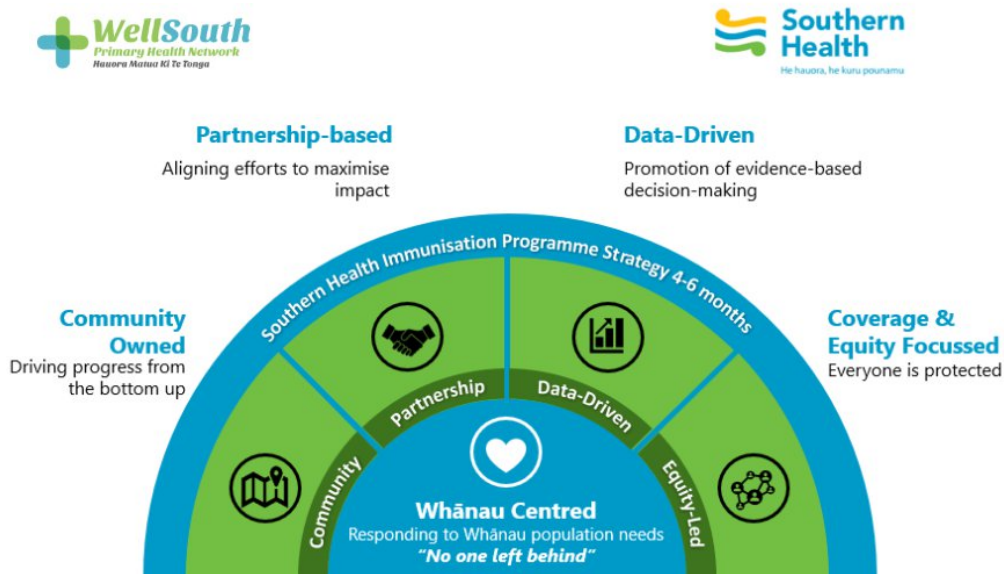 WellSouth
Primary Health Network
Hauora Matua Ki Te Tonga
Southern
Health
He hauora, he kuru pounamu
Partnership-based
Aligning efforts to maximise
impact
Data-Driven
Promotion of evidence-based
decision-making
Southern Health Immunisation Programme Strategy 4-6 months
Community
Owned
Driving progress from
the bottom up
Coverage &
Equity Focussed
Everyone is protected
Community
Partnership
Data-Driven
Equity-Led
Whānau Centred
Responding to Whānau population needs
"No one left behind"